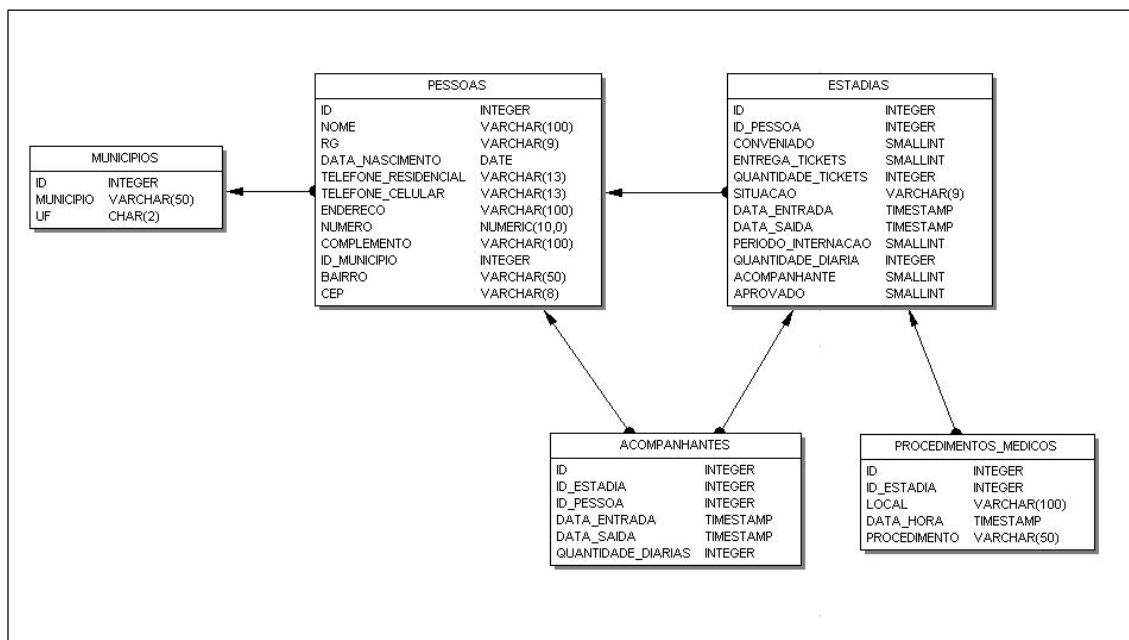 MUNICIPIOS
ID INTEGER
MUNICIPIO VARCHAR(50)
UF CHAR(2)
PESSOAS
ID INTEGER
NOME VARCHAR(100)
RG VARCHAR(9)
DATA_NASCIMENTO DATE
TELEFONE_RESIDENCIAL VARCHAR(13)
TELEFONE_CELULAR VARCHAR(13)
ENDERECO VARCHAR(100)
NUMERO NUMERIC(10,0)
COMPLEMENTO VARCHAR(100)
ID_MUNICIPIO INTEGER
BAIRRO VARCHAR(50)
CEP VARCHAR(8)
ESTADIAS
ID INTEGER
ID_PESSOA INTEGER
CONVENIADO SMALLINT
ENTREGA_TICKETS SMALLINT
QUANTIDADE_TICKETS INTEGER
SITUACAO VARCHAR(9)
DATA_ENTRADA TIMESTAMP
DATA_SAIDA TIMESTAMP
PERIODO_INTERNACAO SMALLINT
QUANTIDADE_DIARIA INTEGER
ACOMPANHANTE SMALLINT
APROVADO SMALLINT
ACOMPANHANTES
ID INTEGER
ID_ESTADIA INTEGER
ID_PESSOA INTEGER
DATA_ENTRADA TIMESTAMP
DATA_SAIDA TIMESTAMP
QUANTIDADE_DIARIAS INTEGER
PROCEDIMENTOS_MEDICOS
ID INTEGER
ID_ESTADIA INTEGER
LOCAL VARCHAR(100)
DATA_HORA TIMESTAMP
PROCEDIMENTO VARCHAR(50)